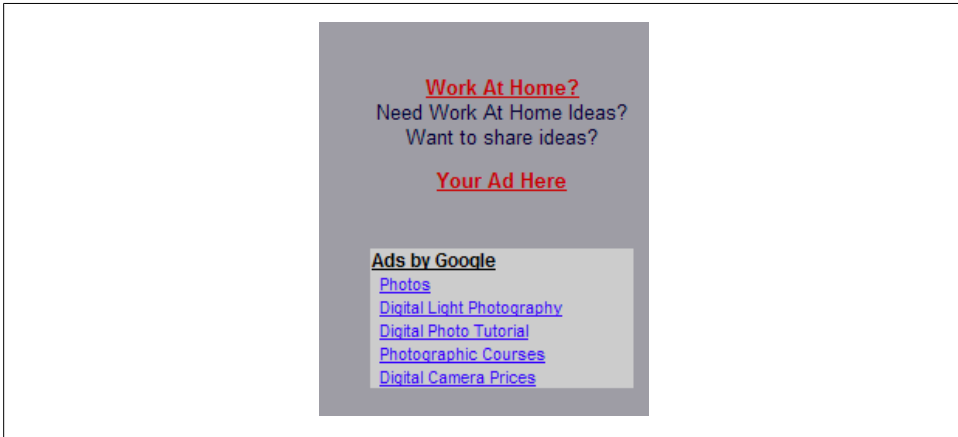 Work At Home?
Need Work At Home Ideas?
Want to share ideas?
Your Ad Here
Ads by Google
Photos
Digital Light Photography
Digital Photo Tutorial
Photographic Courses
Digital Camera Prices